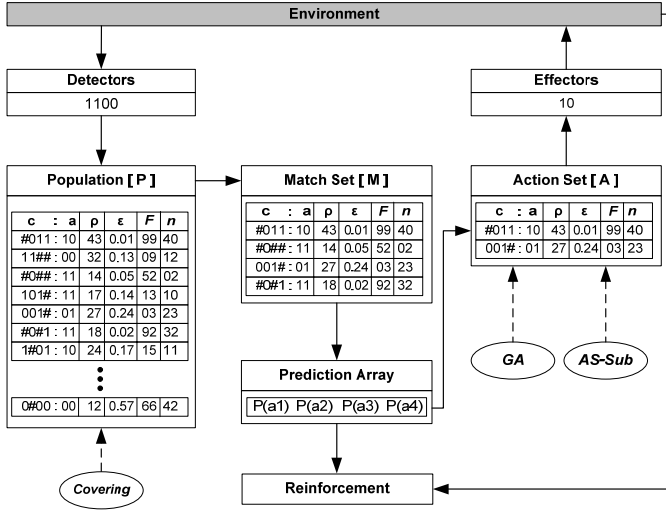 Environment
Detectors
1100
Effectors
10
Population [ P ]
c : a ρ ε F n
#011 : 10 43 0.01 99 40
11## : 00 32 0.13 09 12
#0## : 11 14 0.05 52 02
101# : 11 17 0.14 13 10
001# : 01 27 0.24 03 23
#0#1 : 11 18 0.02 92 32
1#01 : 10 24 0.17 15 11
0#00 : 00 12 0.57 66 42
Covering
Match Set [ M ]
c : a ρ ε F n
#011 : 10 43 0.01 99 40
#0## : 11 14 0.05 52 02
001# : 01 27 0.24 03 23
#0#1 : 11 18 0.02 92 32
Prediction Array
P(a1) P(a2) P(a3) P(a4)
Reinforcement
Action Set [ A ]
c : a ρ ε F n
#011 : 10 43 0.01 99 40
001# : 01 27 0.24 03 23
GA
AS-Sub